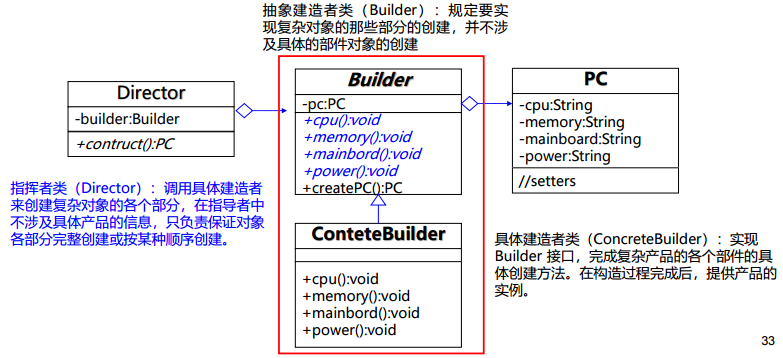 抽象建造者类（Builder）：规定要实
现复杂对象的那些部分的创建，并不涉
及具体的部件对象的创建
Director
-builder:Builder
+contruct():PC
Builder
-pc:PC
+cpu():void
+memory():void
+mainbord():void
+power():void
+createPC():PC
PC
-cpu:String
-memory:String
-mainboard:String
-power:String
//setters
指挥者类（Director）：调用具体建造者
来创建复杂对象的各个部分，在指导者中
不涉及具体产品的信息，只负责保证对象
各部分完整创建或按某种顺序创建。
ConteteBuilder
+cpu():void
+memory():void
+mainbord():void
+power():void
具体建造者类（ConcreteBuilder）：实现
Builder 接口，完成复杂产品的各个部件的具
体创建方法。在构造过程完成后，提供产品的
实例。
33